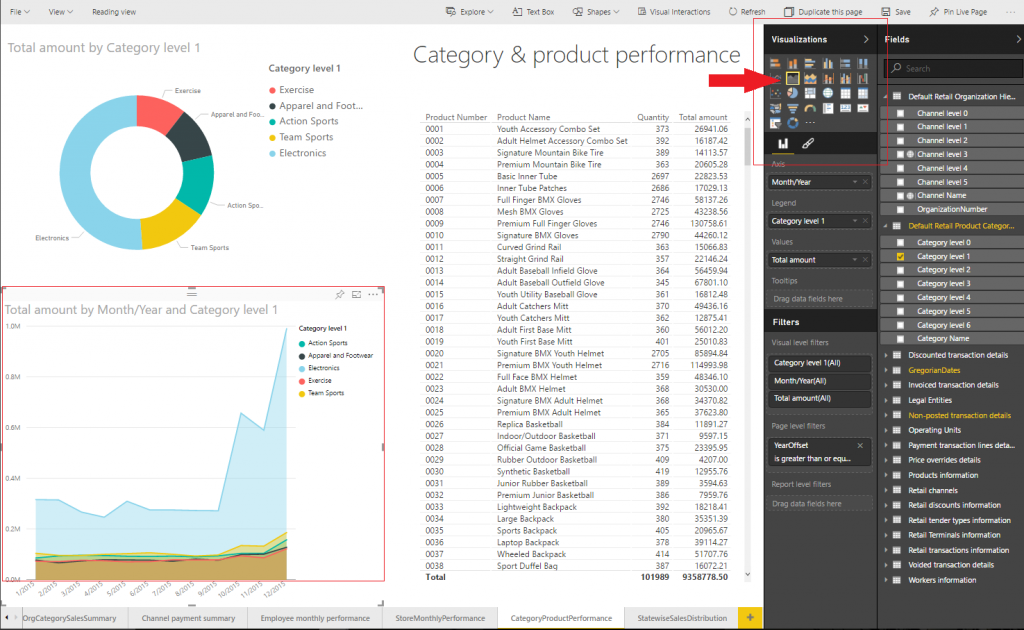 File View Reading view Explore Text Box Shapes Visual Interactions Refresh Duplicate this page Save Pin Live Page ...
Total amount by Category level 1
Category level 1
Exercise
Apparel and Foot...
Action Sports
Team Sports
Electronics
Exercise
Apparel and Foo...
Action Spo...
Team Sports
Electronics
Total amount by Month/Year and Category level 1
Category level 1
Action Sports
Apparel and Footwear
Electronics
Exercise
Team Sports
1.0M
0.8M
0.6M
0.4M
0.2M
0.0M
1/2015 2/2015 3/2015 4/2015 5/2015 6/2015 7/2015 8/2015 9/2015 10/2015 11/2015 12/2015
Category & product performance
Product Number Product Name Quantity Total amount
0001 Youth Accessory Combo Set 373 26941.06
0002 Adult Helmet Accessory Combo Set 392 16187.42
0003 Signature Mountain Bike Tire 389 14113.57
0004 Premium Mountain Bike Tire 363 20605.28
0005 Basic Inner Tube 2697 22823.53
0006 Inner Tube Patches 2686 17029.13
0007 Full Finger BMX Gloves 2746 58137.26
0008 Mesh BMX Gloves 2725 43238.56
0009 Premium Full Finger Gloves 2746 130758.61
0010 Signature BMX Gloves 2790 44260.12
0011 Curved Grind Rail 363 15066.83
0012 Straight Grind Rail 357 22146.24
0013 Adult Baseball Infield Glove 364 56459.94
0014 Adult Baseball Outfield Glove 345 67801.10
0015 Youth Utility Baseball Glove 361 16812.48
0016 Adult Catchers Mitt 370 49436.16
0017 Youth Catchers Mitt 362 12875.41
0018 Adult First Base Mitt 360 56012.20
0019 Youth First Base Mitt 401 25010.83
0020 Signature BMX Youth Helmet 2705 85894.84
0021 Premium BMX Youth Helmet 2716 114993.98
0022 Full Face BMX Helmet 359 48346.10
0023 Adult BMX Helmet 368 30530.00
0024 Signature BMX Adult Helmet 368 34370.82
0025 Premium BMX Adult Helmet 365 37623.80
0026 Replica Basketball 384 11891.27
0027 Indoor/Outdoor Basketball 371 9597.15
0028 Official Game Basketball 375 23395.95
0029 Rubber Outdoor Basketball 409 4207.00
0030 Synthetic Basketball 419 12955.76
0031 Junior Rubber Basketball 389 3594.63
0032 Premium Junior Basketball 386 7959.76
0033 Lightweight Backpack 392 18218.41
0034 Large Backpack 380 35351.39
0035 Sports Backpack 405 20965.67
0036 Laptop Backpack 378 39114.27
0037 Wheeled Backpack 414 51707.76
0038 Sport Duffel Bag 387 16072.21
Total 101989 9358778.50
Visualizations
Axis
Month/Year
Legend
Category level 1
Values
Total amount
Tooltips
Drag data fields here
Filters
Visual level filters
Category level 1(All)
Month/Year(All)
Total amount(All)
Page level filters
YearOffset
is greater than or equ...
Report level filters
Drag data fields here
Fields
Search
Default Retail Organization Hie...
Channel level 0
Channel level 1
Channel level 2
Channel level 3
Channel level 4
Channel level 5
Channel Name
OrganizationNumber
Default Retail Product Categor...
Category level 0
Category level 1
Category level 2
Category level 3
Category level 4
Category level 5
Category level 6
Category Name
Discounted transaction details
GregorianDates
Invoiced transaction details
Legal Entities
Non-posted transaction details
Operating Units
Payment transaction lines deta...
Price overrides details
Products information
Retail channels
Retail discounts information
Retail tender types information
Retail Terminals information
Retail transactions information
Voided transaction details
Workers information
OrgCategorySalesSummary Channel payment summary Employee monthly performance StoreMonthlyPerformance CategoryProductPerformance StatewiseSalesDistribution +